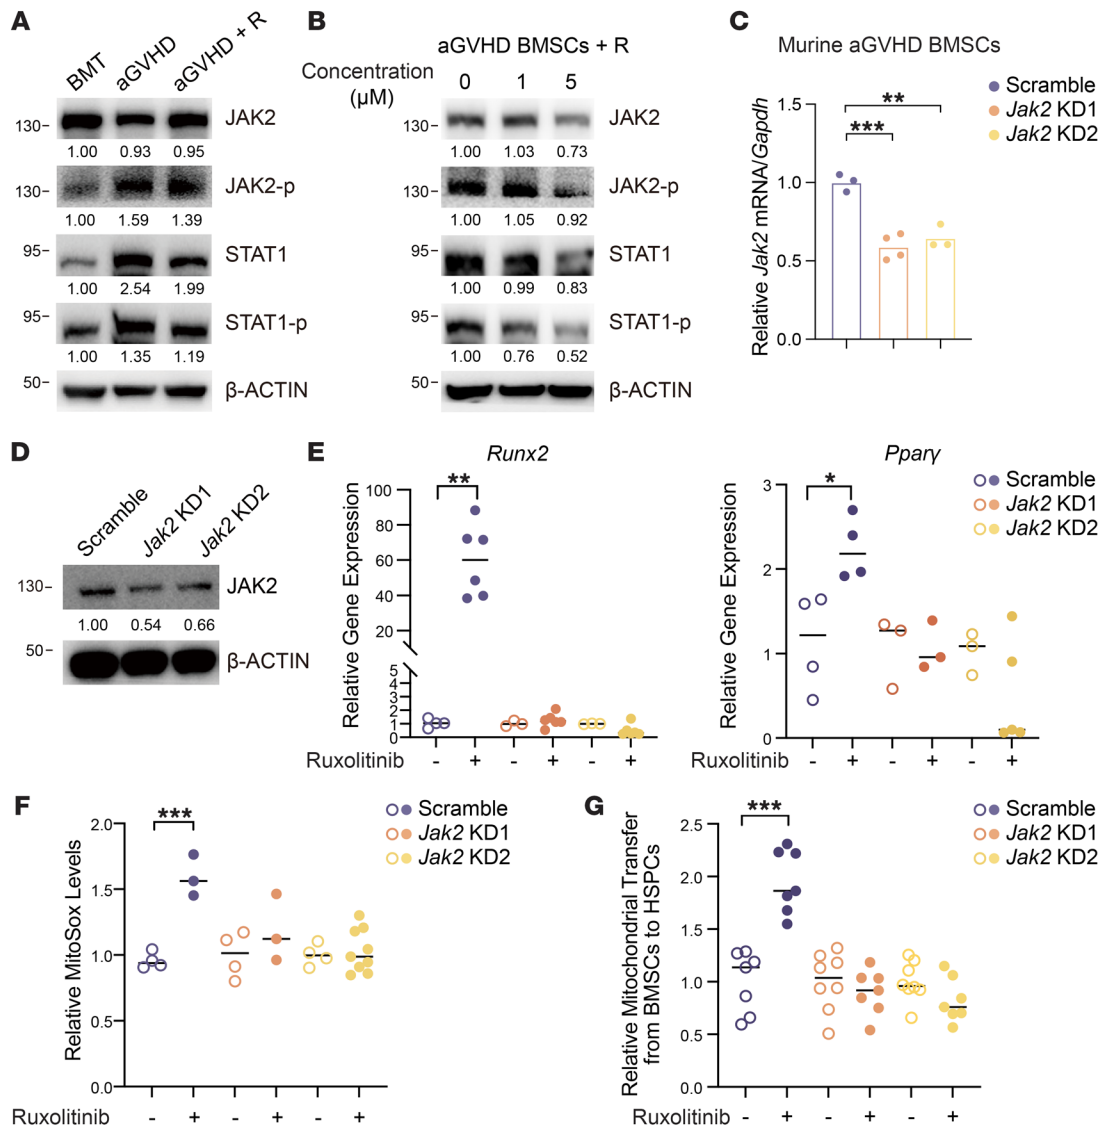 A
BMT
aGVHD
aGVHD + R
130
JAK2
1.00 0.93 0.95
130
JAK2-p
1.00 1.59 1.39
95
STAT1
1.00 2.54 1.99
95
STAT1-p
1.00 1.35 1.19
50
β-ACTIN
B
aGVHD BMSCs + R
Concentration
(μM)
0 1 5
130
JAK2
1.00 1.03 0.73
130
JAK2-p
1.00 1.05 0.92
95
STAT1
1.00 0.99 0.83
95
STAT1-p
1.00 0.76 0.52
50
β-ACTIN
C
Murine aGVHD BMSCs
Scramble
Jak2 KD1
Jak2 KD2
Relative Jak2 mRNA/Gapdh
1.5
1.0
0.5
0.0
**
***
D
Scramble
Jak2 KD1
Jak2 KD2
130
JAK2
1.00 0.54 0.66
50
β-ACTIN
E
Runx2
Relative Gene Expression
100
80
60
40
20
5
4
3
2
1
0
**
Ruxolitinib - + - + - +
Pparγ
Relative Gene Expression
3
2
1
0
*
Scramble
Jak2 KD1
Jak2 KD2
Ruxolitinib - + - + - +
F
Relative MitoSox Levels
2.0
1.5
1.0
0.5
0.0
***
Scramble
Jak2 KD1
Jak2 KD2
Ruxolitinib - + - + - +
G
Relative Mitochondrial Transfer
from BMSCs to HSPCs
2.5
2.0
1.5
1.0
0.5
0.0
***
Scramble
Jak2 KD1
Jak2 KD2
Ruxolitinib - + - + - +